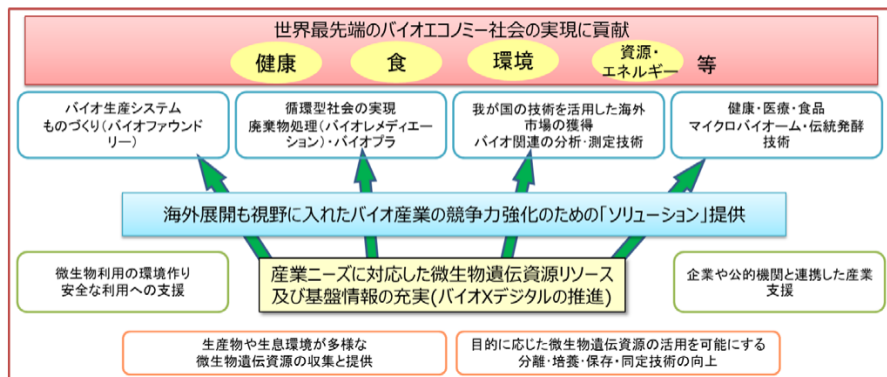 世界最先端のバイオエコノミー社会の実現に貢献
健康
食
環境
資源・
エネルギー
等
バイオ生産システム
ものづくり(バイオファウンド
リー)
循環型社会の実現
廃棄物処理(バイオレメディエー
ション)・バイオプラ
我が国の技術を活用した海外
市場の獲得
バイオ関連の分析・測定技術
健康・医療・食品
マイクロバイオーム・伝統発酵
技術
海外展開も視野に入れたバイオ産業の競争力強化のための「ソリューション」提供
微生物利用の環境作り
安全な利用への支援
産業ニーズに対応した微生物遺伝資源リソース
及び基盤情報の充実(バイオXデジタルの推進)
企業や公的機関と連携した産業
支援
生産物や生息環境が多様な
微生物遺伝資源の収集と提供
目的に応じた微生物遺伝資源の活用を可能にする
分離・培養・保存・同定技術の向上